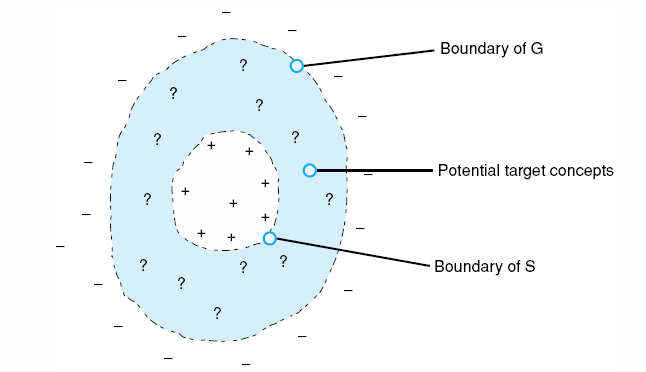 Boundary of G
Potential target concepts
Boundary of S